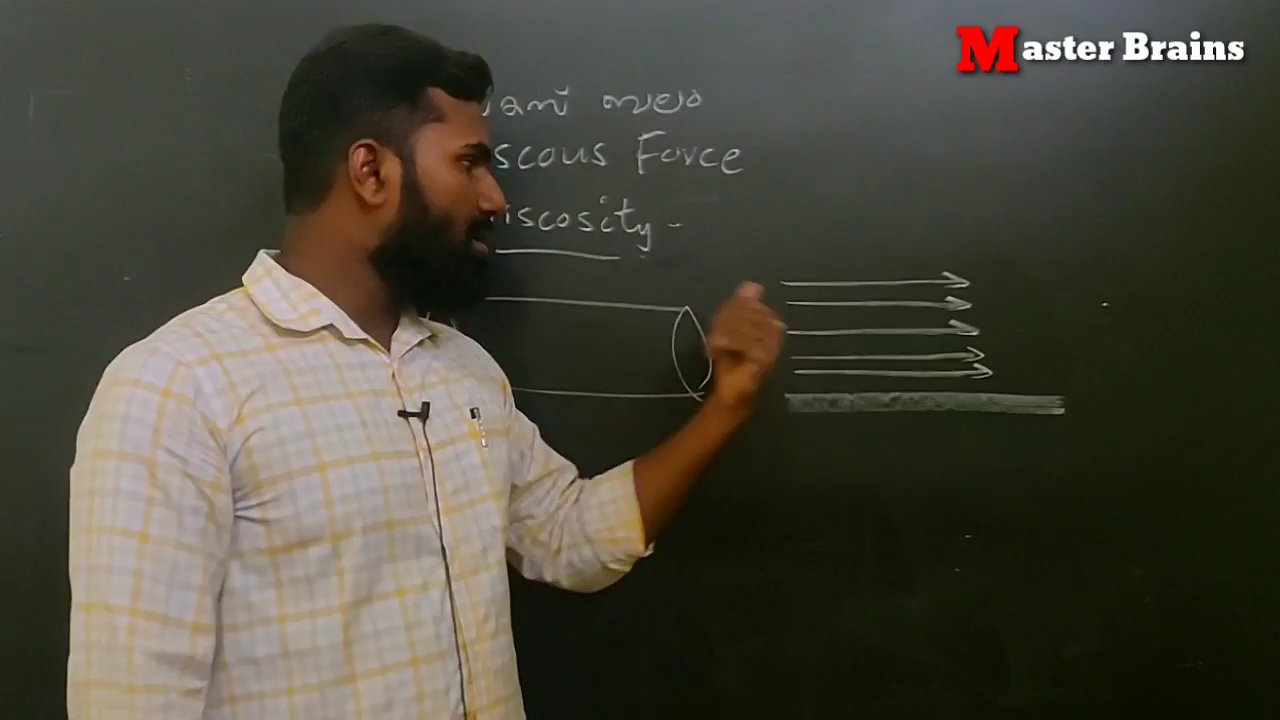 Master Brains
ബലം
scous Force
iscosity -